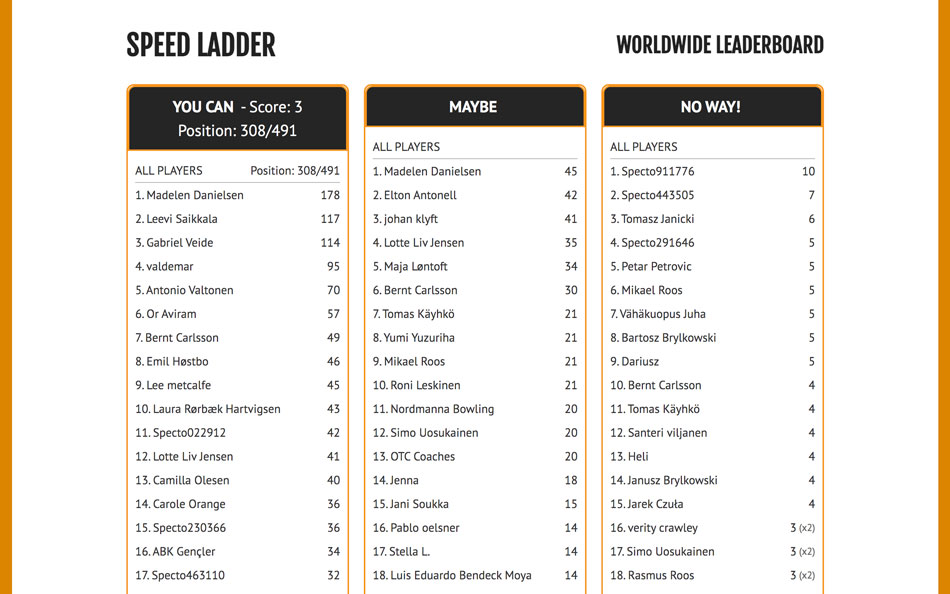 SPEED LADDER
WORLDWIDE LEADERBOARD
YOU CAN - Score: 3
Position: 308/491
ALL PLAYERS Position: 308/491
1. Madelen Danielsen 178
2. Leevi Saikkala 117
3. Gabriel Veide 114
4. valdemar 95
5. Antonio Valtonen 70
6. Or Aviram 57
7. Bernt Carlsson 49
8. Emil Høstbo 46
9. Lee metcalfe 45
10. Laura Rørbæk Hartvigsen 43
11. Specto022912 42
12. Lotte Liv Jensen 41
13. Camilla Olesen 40
14. Carole Orange 36
15. Specto230366 36
16. ABK Gençler 34
17. Specto463110 32
MAYBE
ALL PLAYERS
1. Madelen Danielsen 45
2. Elton Antonell 42
3. johan klyft 41
4. Lotte Liv Jensen 35
5. Maja Løntoft 34
6. Bernt Carlsson 30
7. Tomas Käyhkö 21
8. Yumi Yuzuriha 21
9. Mikael Roos 21
10. Roni Leskinen 21
11. Nordmanna Bowling 20
12. Simo Uosukainen 20
13. OTC Coaches 20
14. Jenna 18
15. Jani Soukka 15
16. Pablo oelsner 14
17. Stella L. 14
18. Luis Eduardo Bendeck Moya 14
NO WAY!
ALL PLAYERS
1. Specto911776 10
2. Specto443505 7
3. Tomasz Janicki 6
4. Specto291646 5
5. Petar Petrovic 5
6. Mikael Roos 5
7. Vähäkuopus Juha 5
8. Bartosz Brylkowski 5
9. Dariusz 5
10. Bernt Carlsson 4
11. Tomas Käyhkö 4
12. Santeri viljanen 4
13. Heli 4
14. Janusz Brylkowski 4
15. Jarek Czuła 4
16. verity crawley 3 (x2)
17. Simo Uosukainen 3 (x2)
18. Rasmus Roos 3 (x2)